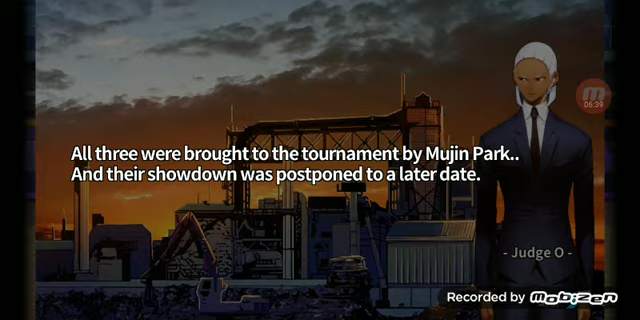 All three were brought to the tournament by Mujin Park..
And their showdown was postponed to a later date.
06:39
- Judge O -
Recorded by mobizen